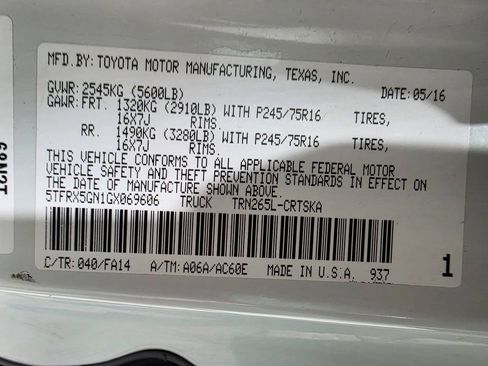 MFD.BY: TOYOTA MOTOR MANUFACTURING, TEXAS, INC.
GVWR: 2545KG (5600LB) DATE: 05/16
GAWR: FRT. 1320KG (2910LB) WITH P245/75R16 TIRES,
16X7J RIMS,
RR. 1490KG (3280LB) WITH P245/75R16 TIRES,
16X7J RIMS,
THIS VEHICLE CONFORMS TO ALL APPLICABLE FEDERAL MOTOR
VEHICLE SAFETY AND THEFT PREVENTION STANDARDS IN EFFECT ON
THE DATE OF MANUFACTURE SHOWN ABOVE.
5TFRX5GN1GX069606 TRUCK TRN265L-CRTSKA
C/TR: 040/FA14 A/TM: A06A/AC60E MADE IN U.S.A. 937 1